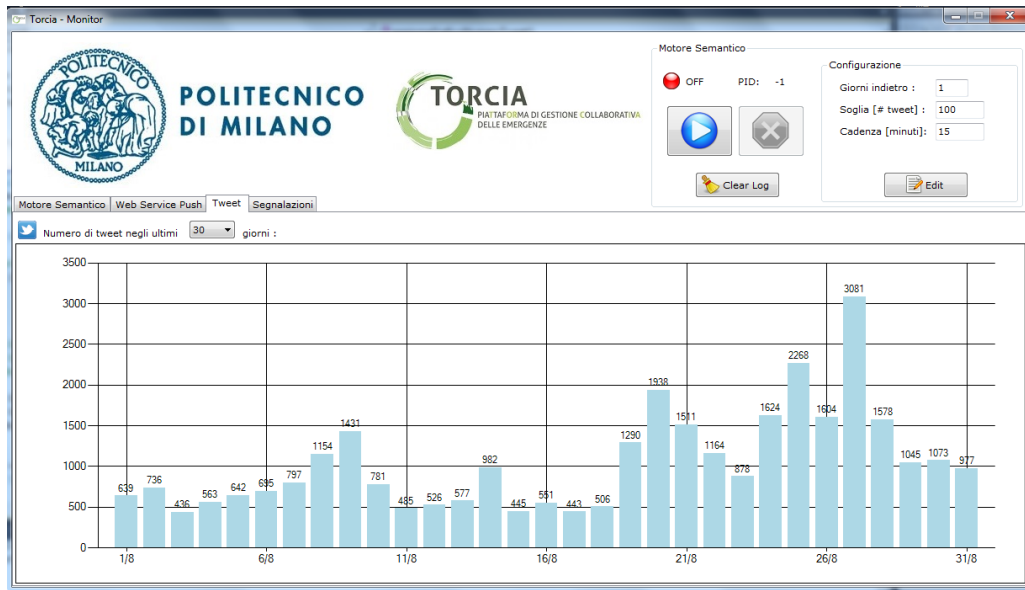 Torcia - Monitor
POLITECNICO
MILANO
POLITECNICO
DI MILANO
TORCIA
PIATTAFORMA DI GESTIONE COLLABORATIVA
DELLE EMERGENZE
Motore Semantico
OFF PID: -1
Clear Log
Configurazione
Giorni indietro : 1
Soglia [# tweet] : 100
Cadenza [minuti]: 15
Edit
Motore Semantico Web Service Push Tweet Segnalazioni
Numero di tweet negli ultimi 30 giorni :
3500
3000
2500
2000
1500
1000
500
0
639 736 436 563 642 695 797 1154 1431 781 485 526 577 982 445 551 443 506 1290 1938 1511 1164 878 1624 2268 1604 3081 1578 1045 1073 977
1/8 6/8 11/8 16/8 21/8 26/8 31/8